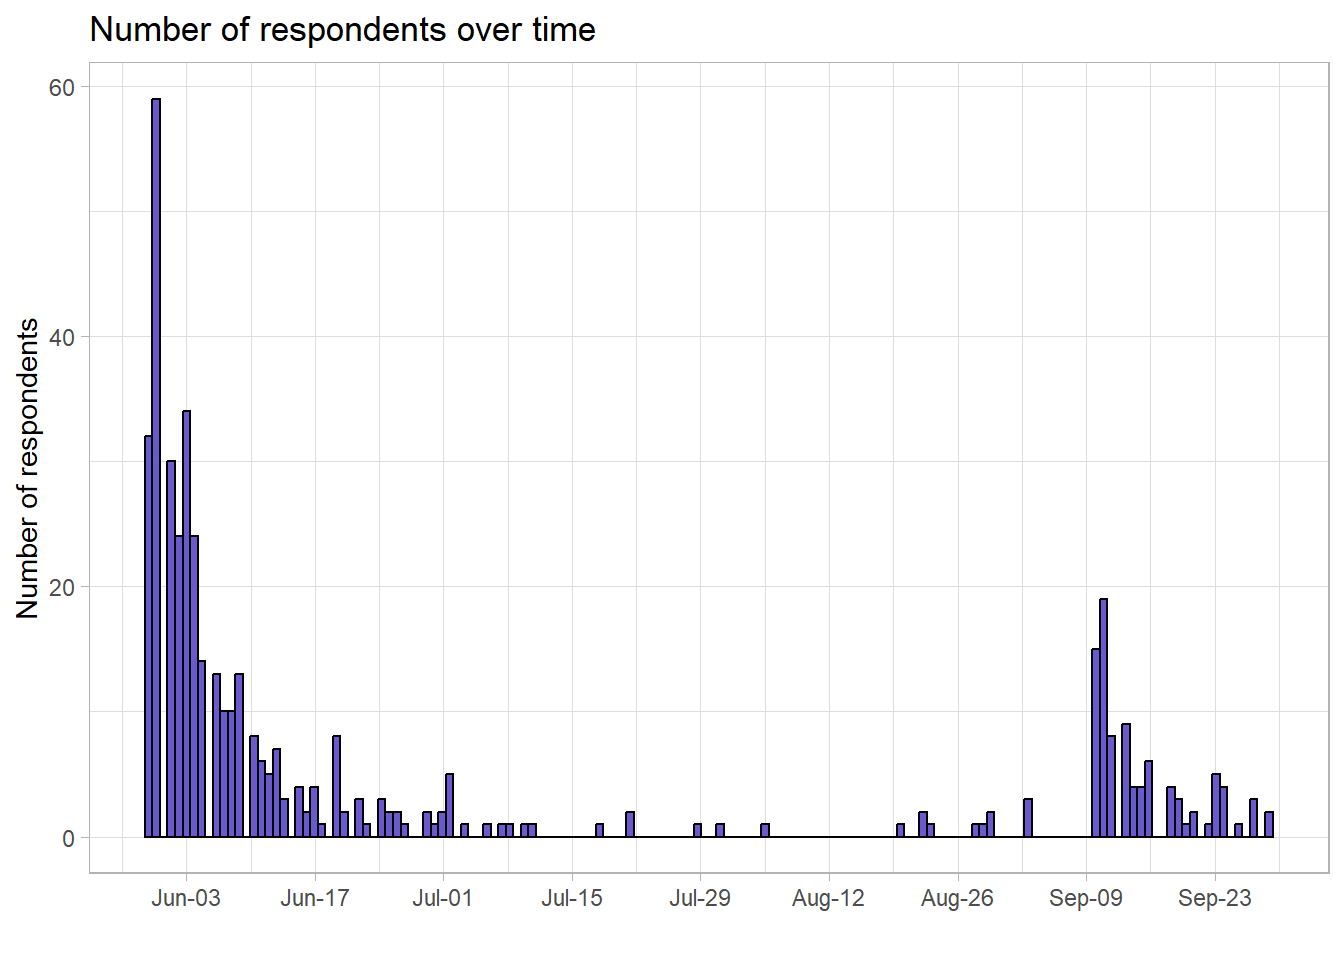 Number of respondents over time
Number of respondents
60
40
20
0
Jun-03 Jun-17 Jul-01 Jul-15 Jul-29 Aug-12 Aug-26 Sep-09 Sep-23